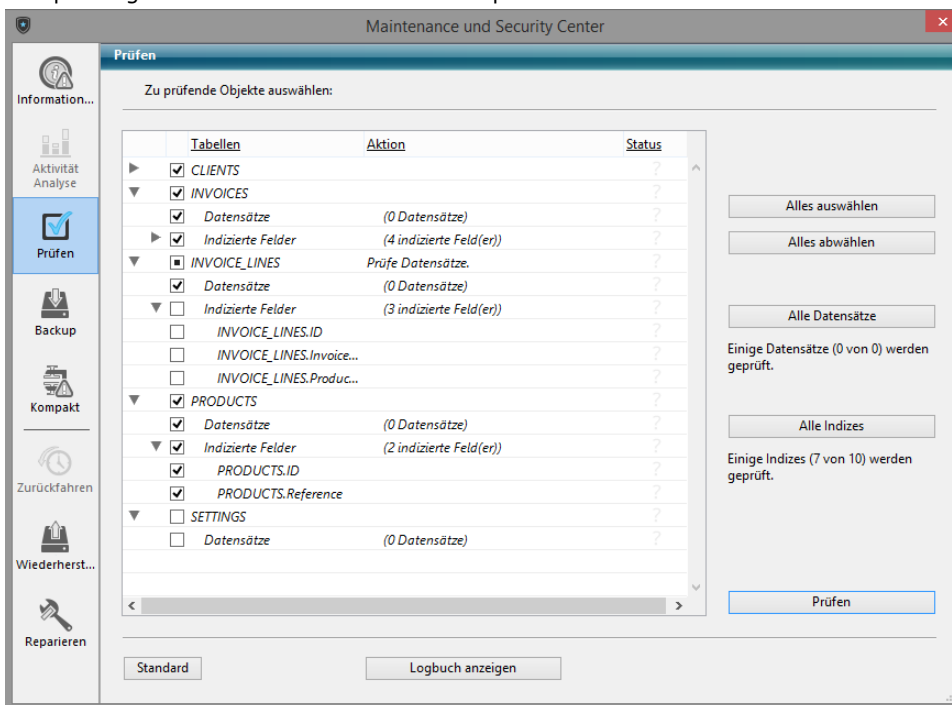 Maintenance und Security Center
Prüfen
Information...
Aktivität
Analyse
Prüfen
Backup
Kompakt
Zurückfahren
Wiederherst...
Reparieren
Zu prüfende Objekte auswählen:
Tabellen Aktion Status
CLIENTS ?
INVOICES ?
Datensätze (0 Datensätze) ?
Indizierte Felder (4 indizierte Feld(er)) ?
INVOICE_LINES Prüfe Datensätze. ?
Datensätze (0 Datensätze) ?
Indizierte Felder (3 indizierte Feld(er)) ?
INVOICE_LINES.ID ?
INVOICE_LINES.Invoice... ?
INVOICE_LINES.Produc... ?
PRODUCTS ?
Datensätze (0 Datensätze) ?
Indizierte Felder (2 indizierte Feld(er)) ?
PRODUCTS.ID ?
PRODUCTS.Reference ?
SETTINGS ?
Datensätze (0 Datensätze) ?
Alles auswählen
Alles abwählen
Alle Datensätze
Einige Datensätze (0 von 0) werden
geprüft.
Alle Indizes
Einige Indizes (7 von 10) werden
geprüft.
Prüfen
Standard
Logbuch anzeigen